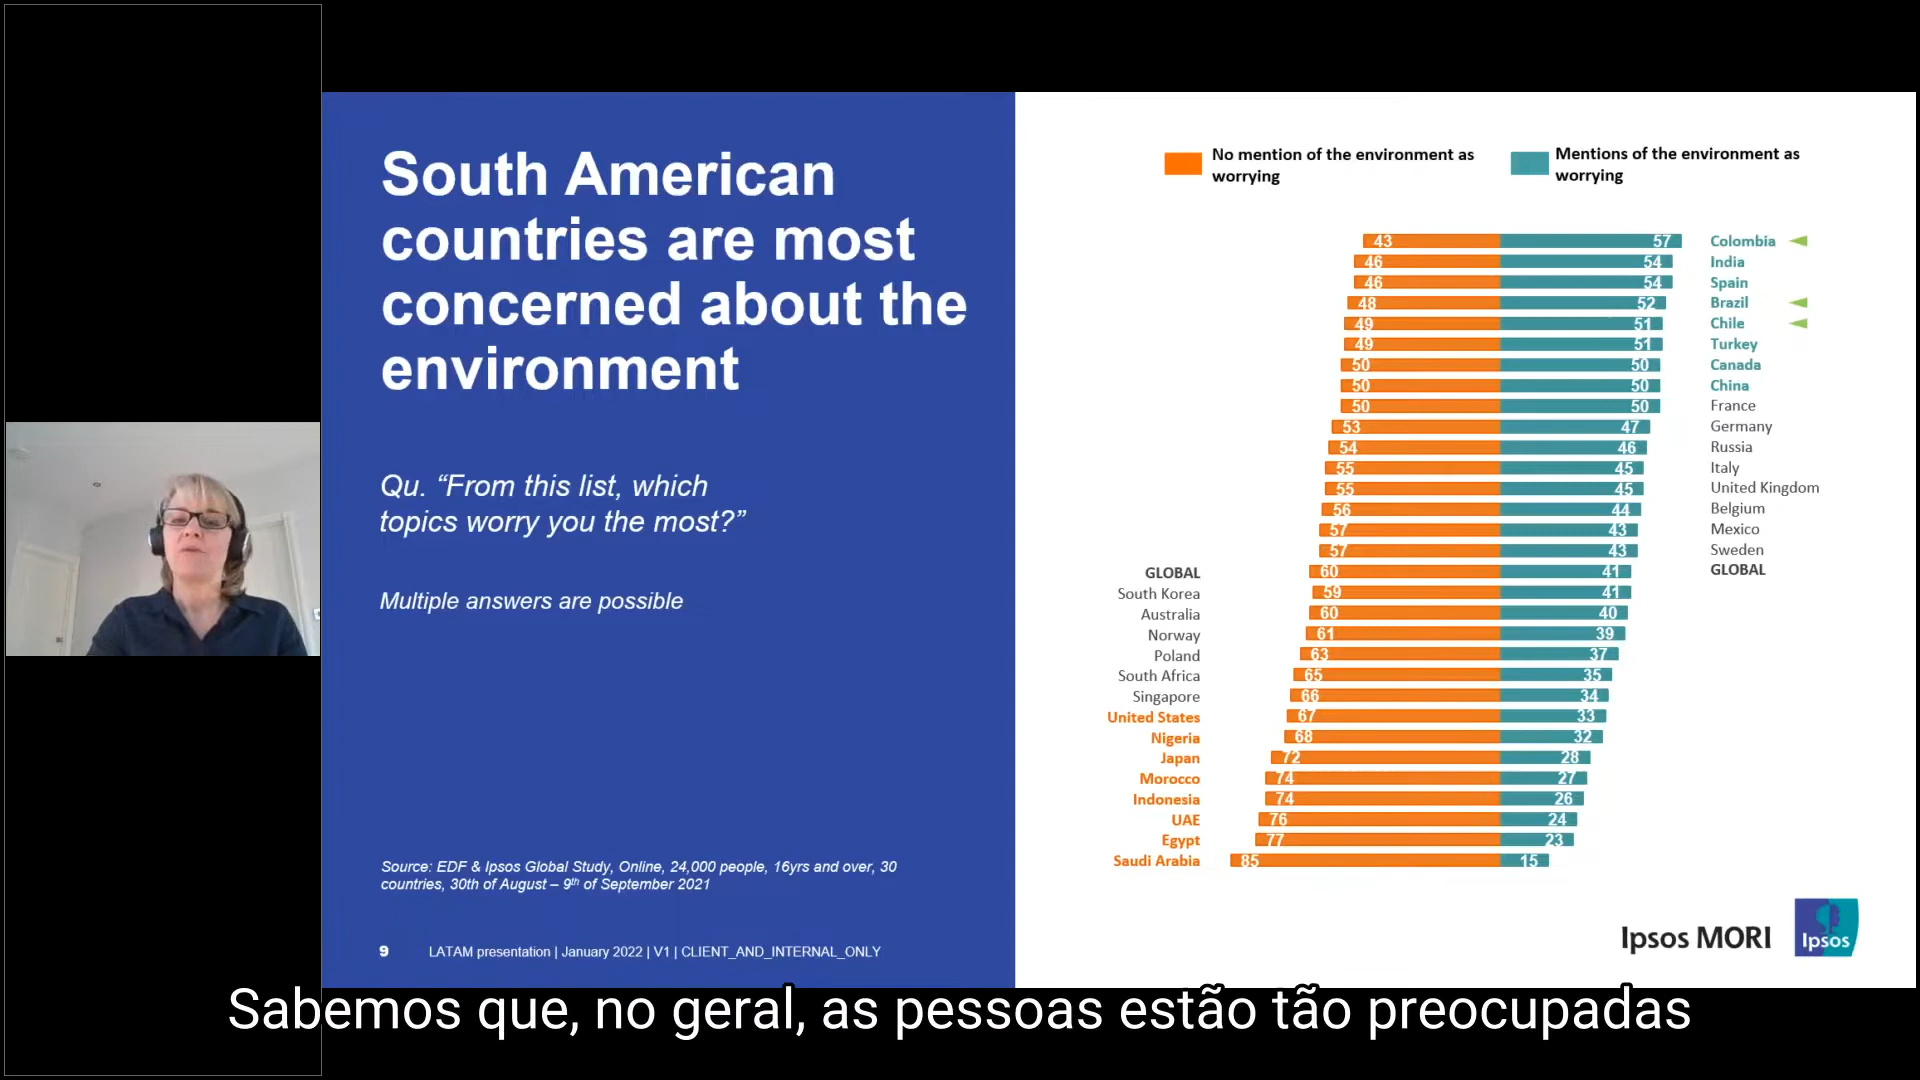 South American
countries are most
concerned about the
environment
Qu. “From this list, which
topics worry you the most?”
Multiple answers are possible
Source: EDF & Ipsos Global Study, Online, 24,000 people, 16yrs and over, 30
countries, 30th of August – 9th of September 2021
9 LATAM presentation | January 2022 | V1 | CLIENT_AND_INTERNAL_ONLY
No mention of the environment as
worrying
Mentions of the environment as
worrying
43 57 Colombia
46 54 India
46 54 Spain
48 52 Brazil
49 51 Chile
49 51 Turkey
50 50 Canada
50 50 China
50 50 France
53 47 Germany
54 46 Russia
55 45 Italy
55 45 United Kingdom
56 44 Belgium
57 43 Mexico
57 43 Sweden
GLOBAL 60 41 GLOBAL
South Korea 59 41
Australia 60 40
Norway 61 39
Poland 63 37
South Africa 65 35
Singapore 66 34
United States 67 33
Nigeria 68 32
Japan 72 28
Morocco 74 27
Indonesia 74 26
UAE 76 24
Egypt 77 23
Saudi Arabia 85 15
Ipsos MORI Ipsos
Sabemos que, no geral, as pessoas estão tão preocupadas